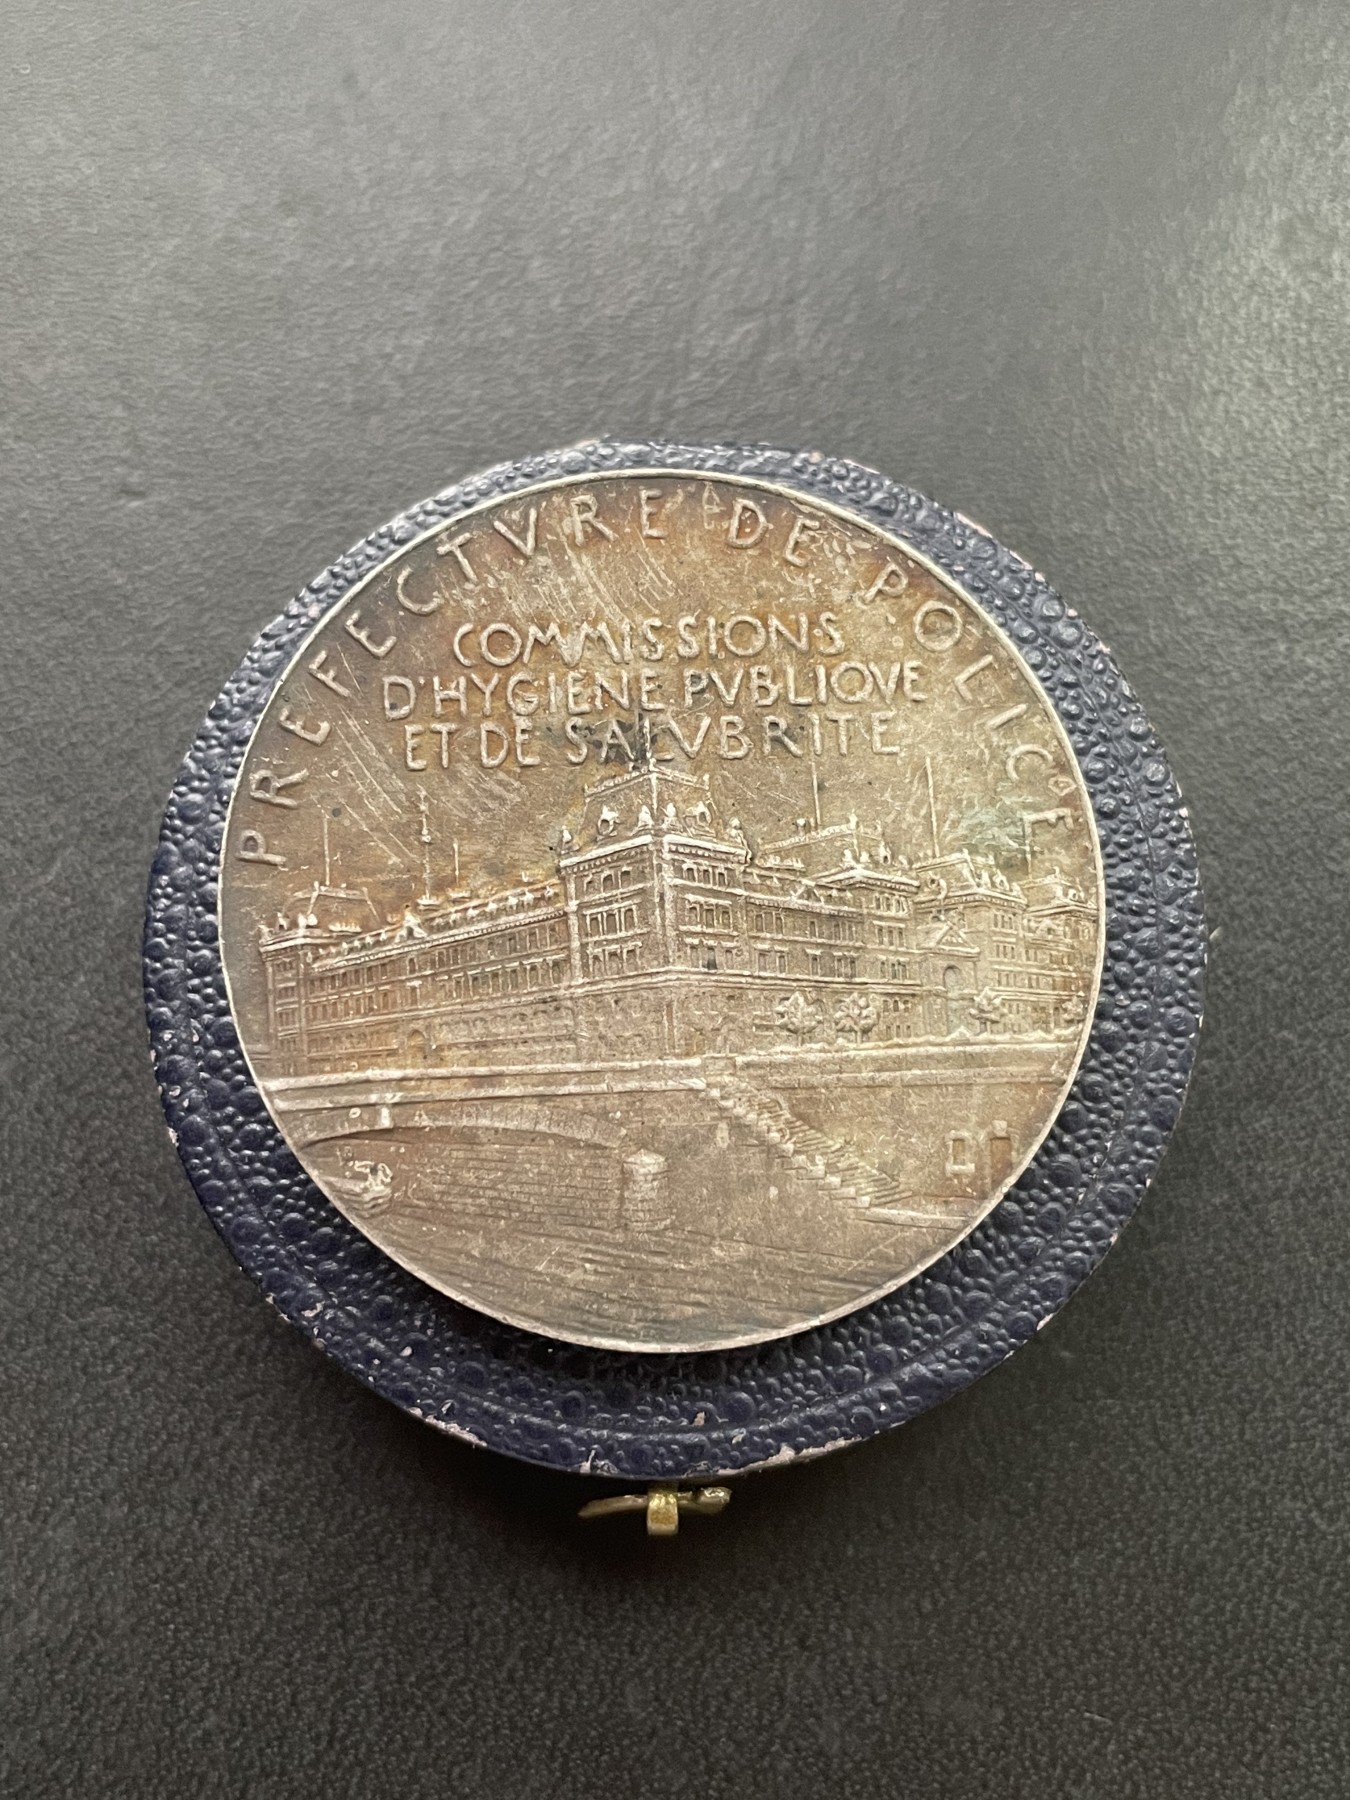 PREFECTVRE DE POLICE
COMMISSIONS
D'HYGIENE PVBLIQVE
ET DE SALVBRITE